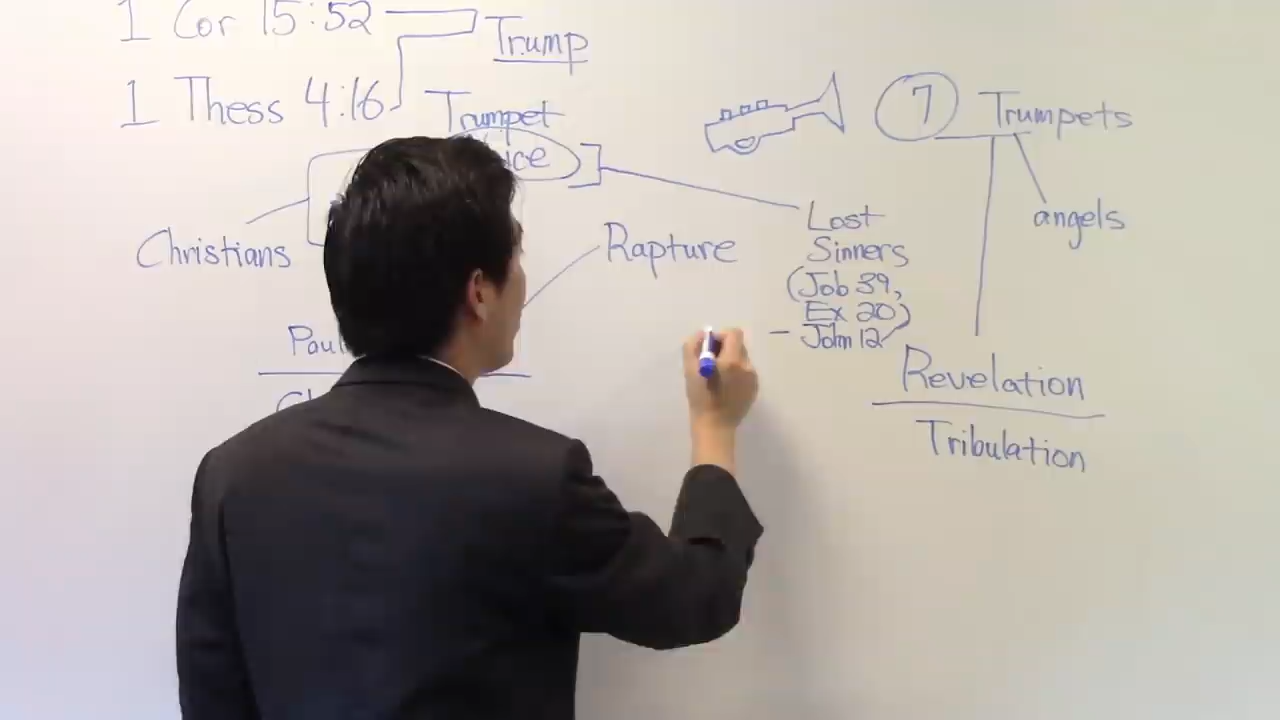 1 Cor 15:52
Trump
1 Thess 4:16
Trumpet
Christians
Rapture
Paul
7 Trumpets
angels
Lost
Sinners
(Job 39,
Ex 20)
- John 12
Revelation
Tribulation